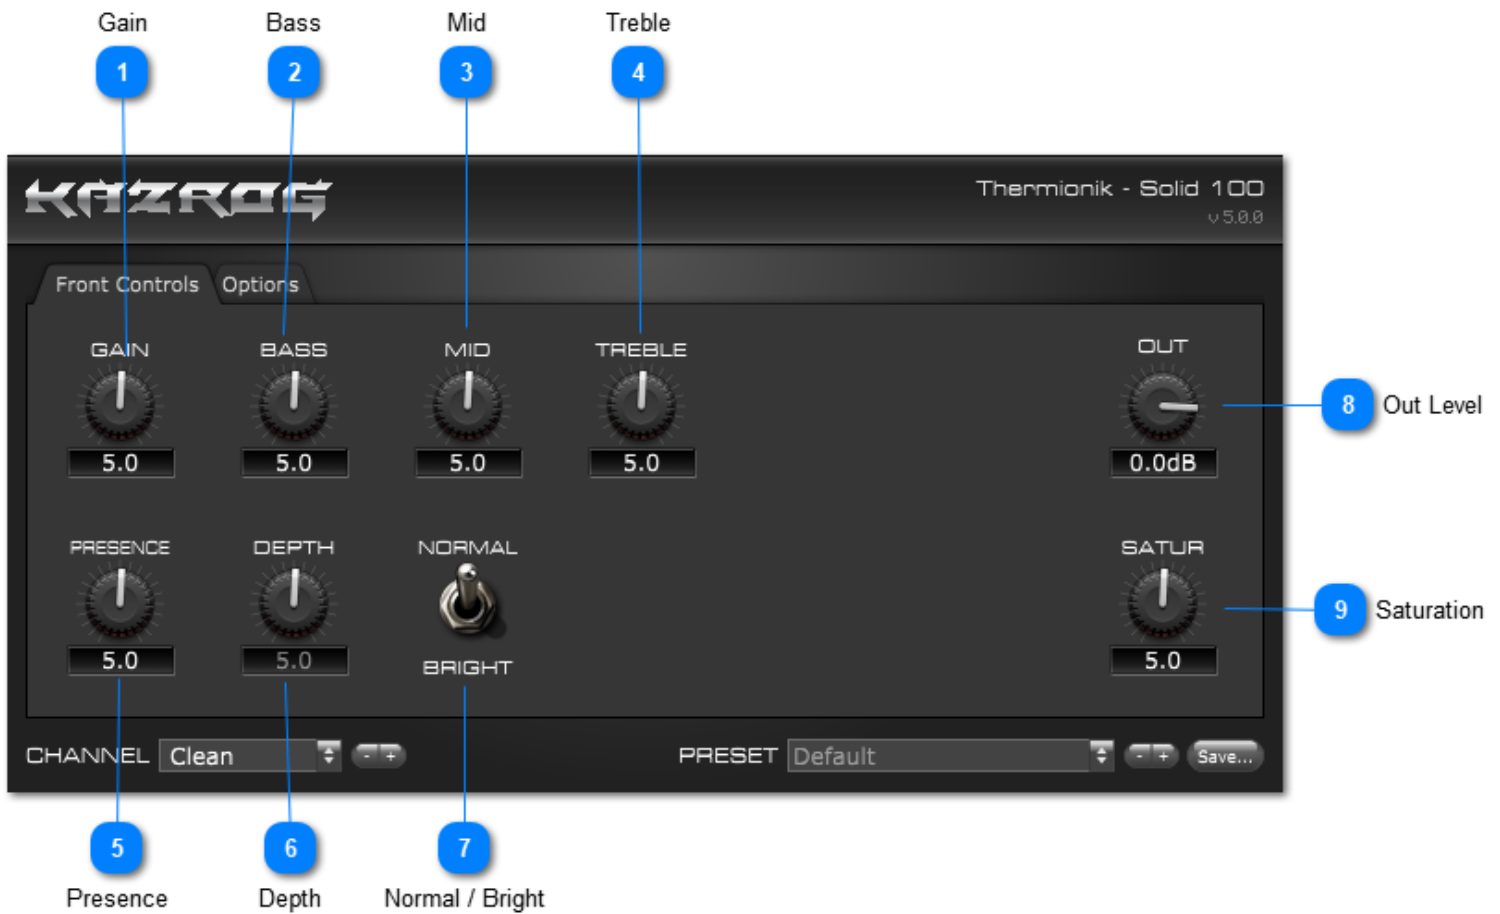 Gain Bass Mid Treble
1 2 3 4
KAZROG
Thermionik - Solid 100
v 5.0.0
Front Controls Options
GAIN BASS MID TREBLE OUT
8 Out Level
5.0 5.0 5.0 5.0 0.0dB
PRESENCE DEPTH NORMAL SATUR
9 Saturation
5.0 5.0 BRIGHT 5.0
CHANNEL Clean - + PRESET Default - + Save...
5 6 7
Presence Depth Normal / Bright